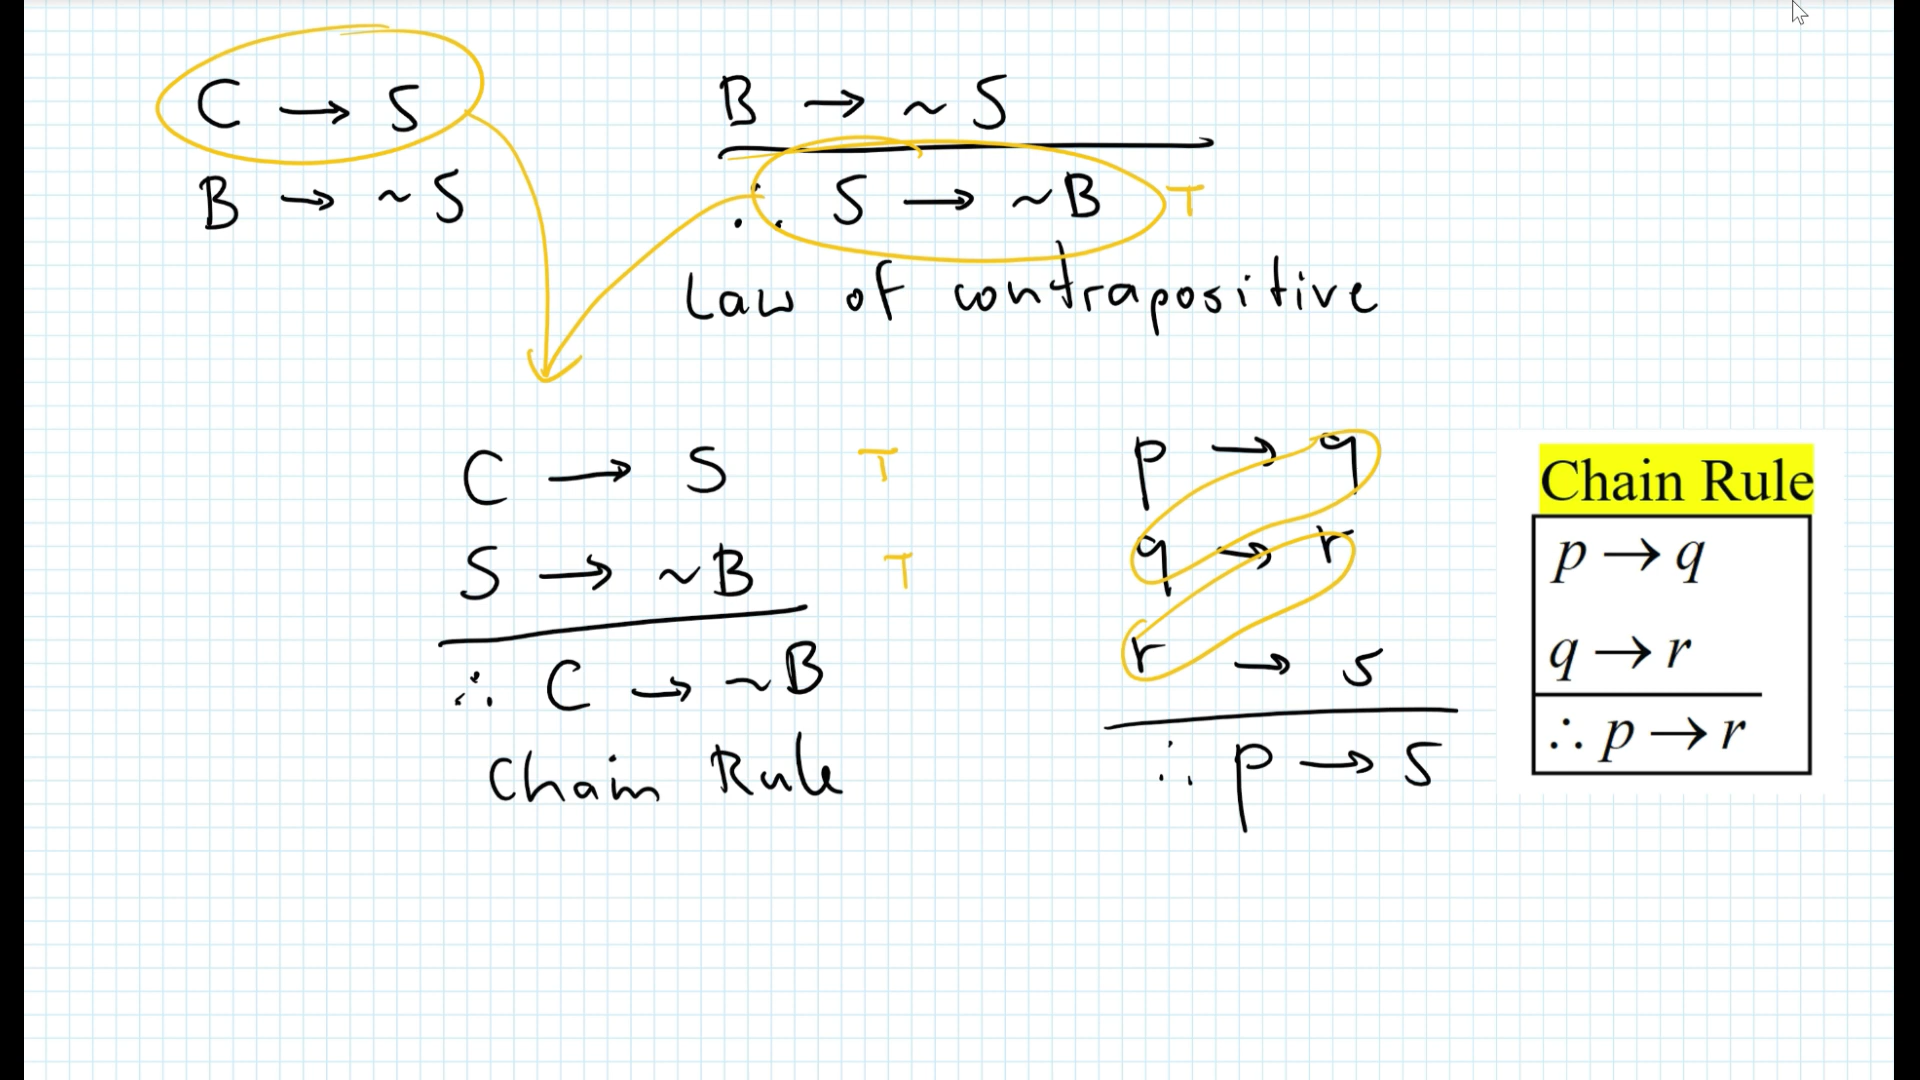 C → S
B → ~ S
B → ~ S
∴ S → ~B T
Law of contrapositive
C → S T
S → ~B T
∴ C → ~B
Chain Rule
p → q
q → r
r → s
∴ p → s
Chain Rule
p → q
q → r
∴ p → r